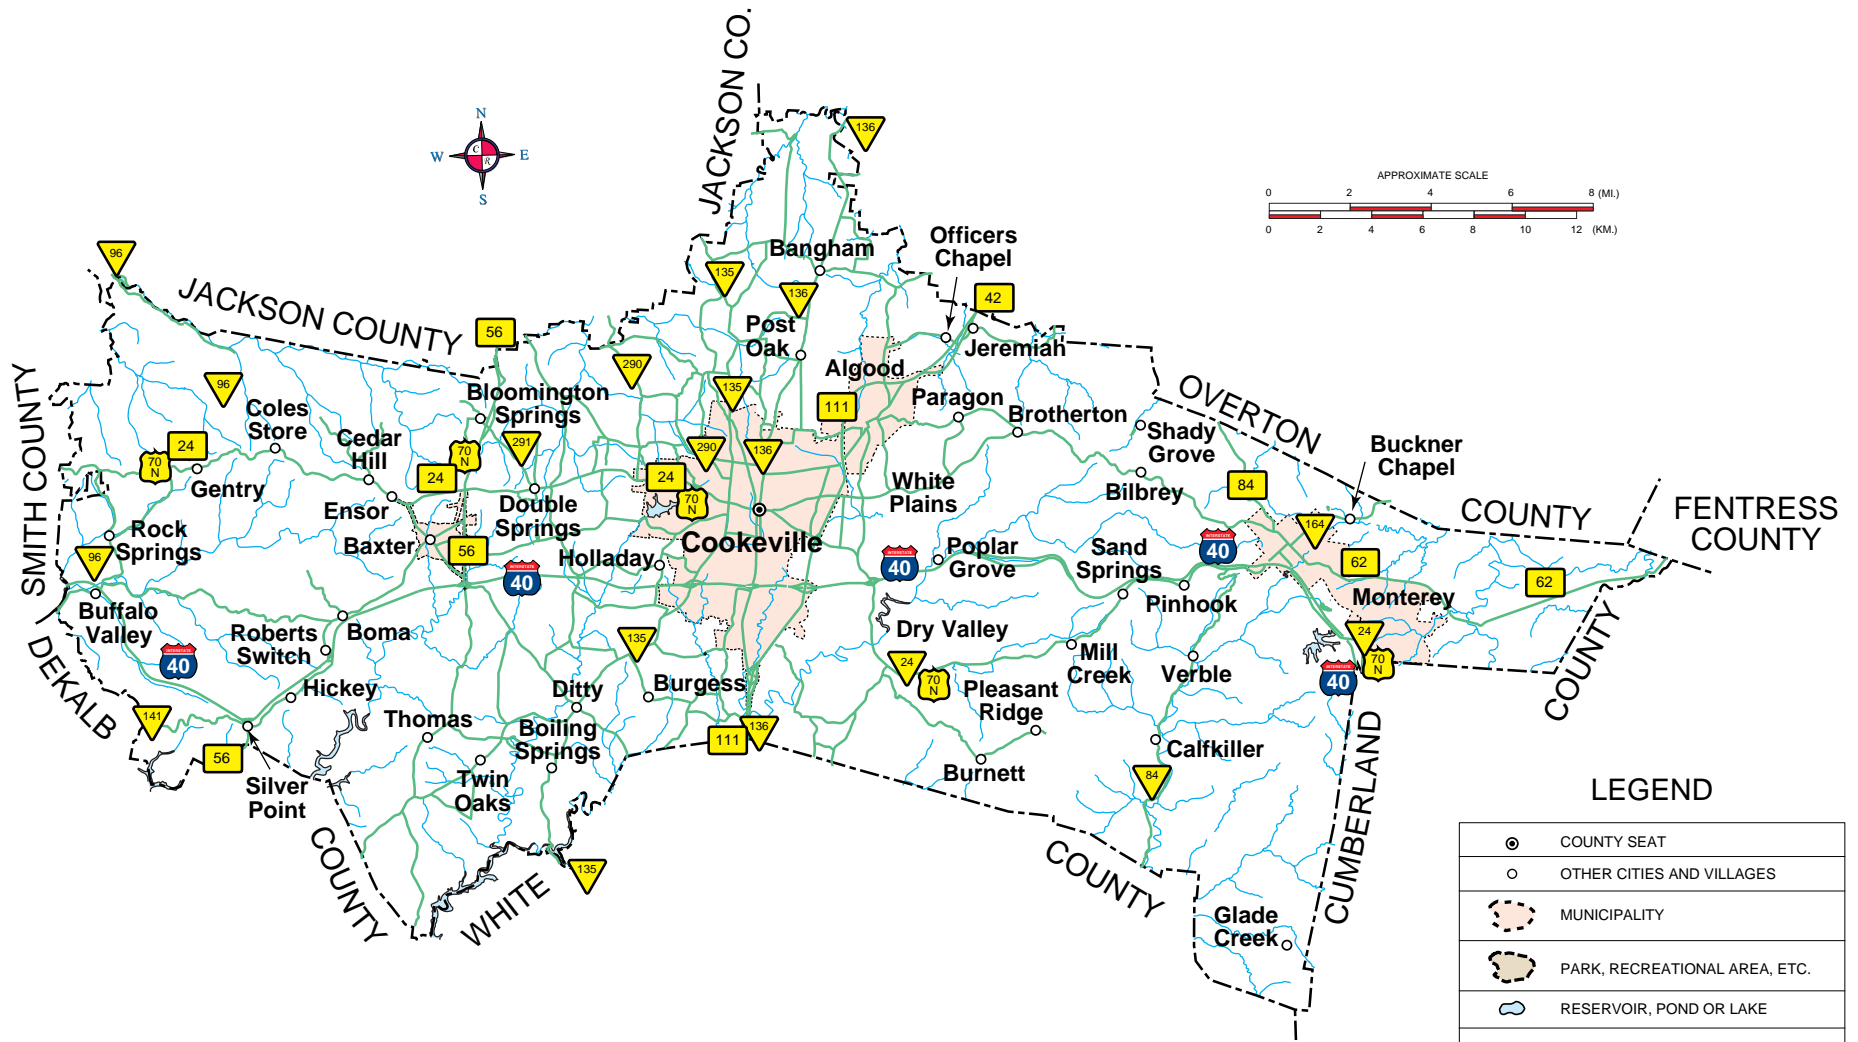 JACKSON CO.
136
N
W
E
S
C
R
APPROXIMATE SCALE
0 2 4 6 8 (MI.)
0 2 4 6 8 10 12 (KM.)
96
JACKSON COUNTY
56
135
Bangham
136
Officers
Chapel
42
Post
Oak
Jeremiah
290
96
135
Algood
111
Paragon
Brotherton
OVERTON
Bloomington
Springs
Coles
Store
Cedar
Hill
SMITH COUNTY
24
70
N
Gentry
24
70
N
291
290
136
24
70
N
Shady
Grove
Buckner
Chapel
Bilbrey
84
White
Plains
Double
Springs
Ensor
Rock
Springs
Baxter
56
Holladay
Cookeville
INTERSTATE
40
Poplar
Grove
Sand
Springs
INTERSTATE
40
164
62
COUNTY
FENTRESS
COUNTY
62
96
INTERSTATE
40
Pinhook
Monterey
Buffalo
Valley
Roberts
Switch
Boma
135
Dry Valley
24
70
N
Mill
Creek
Verble
24
70
N
INTERSTATE
40
COUNTY
DEKALB
INTERSTATE
40
Hickey
Ditty
Burgess
Pleasant
Ridge
141
56
Silver
Point
Thomas
Boiling
Springs
Twin
Oaks
111
136
Burnett
Calfkiller
84
CUMBERLAND
COUNTY
WHITE
135
COUNTY
Glade
Creek
LEGEND
COUNTY SEAT
OTHER CITIES AND VILLAGES
MUNICIPALITY
PARK, RECREATIONAL AREA, ETC.
RESERVOIR, POND OR LAKE